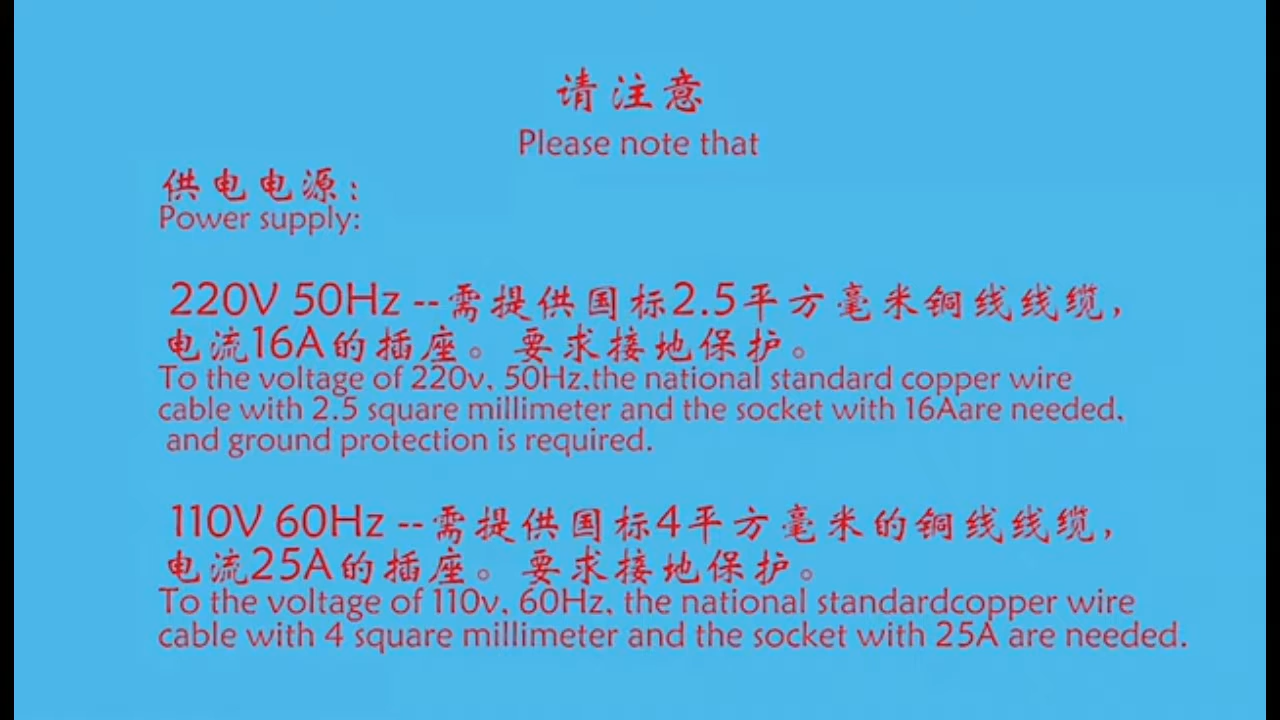 请注意
Please note that
供电电源:
Power supply:
220V 50Hz --需提供国标2.5平方毫米铜线线缆,
电流16A的插座。要求接地保护。
To the voltage of 220v, 50Hz,the national standard copper wire
cable with 2.5 square millimeter and the socket with 16Aare needed,
and ground protection is required.
110V 60Hz --需提供国标4平方毫米的铜线线缆,
电流25A的插座。要求接地保护。
To the voltage of 110v, 60Hz, the national standardcopper wire
cable with 4 square millimeter and the socket with 25A are needed.